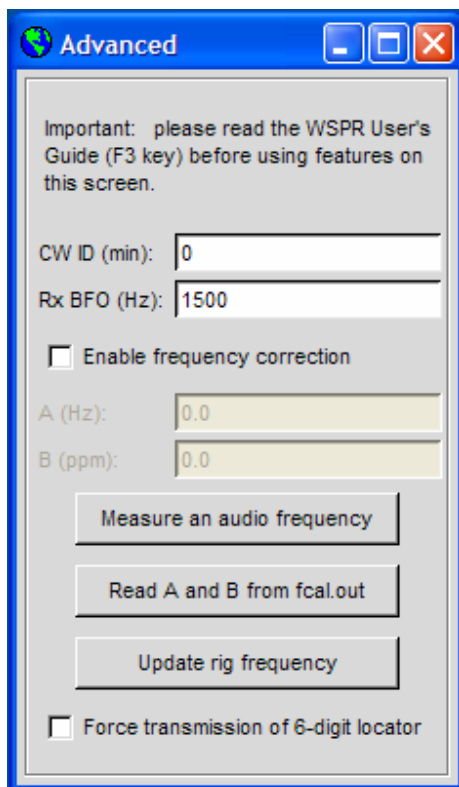 Advanced
Important: please read the WSPR User's
Guide (F3 key) before using features on
this screen.
CW ID (min): 0
Rx BFO (Hz): 1500
Enable frequency correction
A (Hz): 0.0
B (ppm): 0.0
Measure an audio frequency
Read A and B from fcal.out
Update rig frequency
Force transmission of 6-digit locator